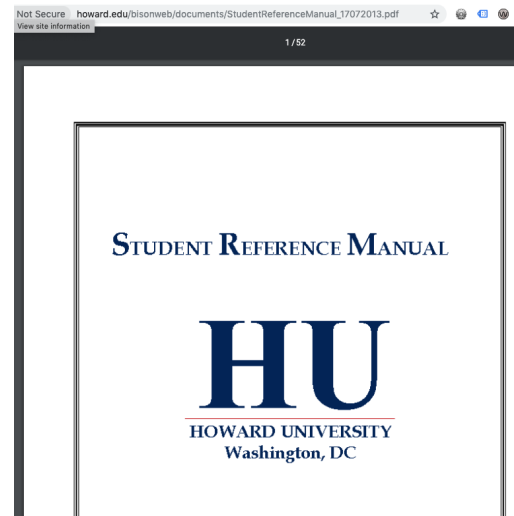 Not Secure howard.edu/bisonweb/documents/StudentReferenceManual_17072013.pdf
View site information
1 / 52
STUDENT REFERENCE MANUAL
HU
HOWARD UNIVERSITY
Washington, DC